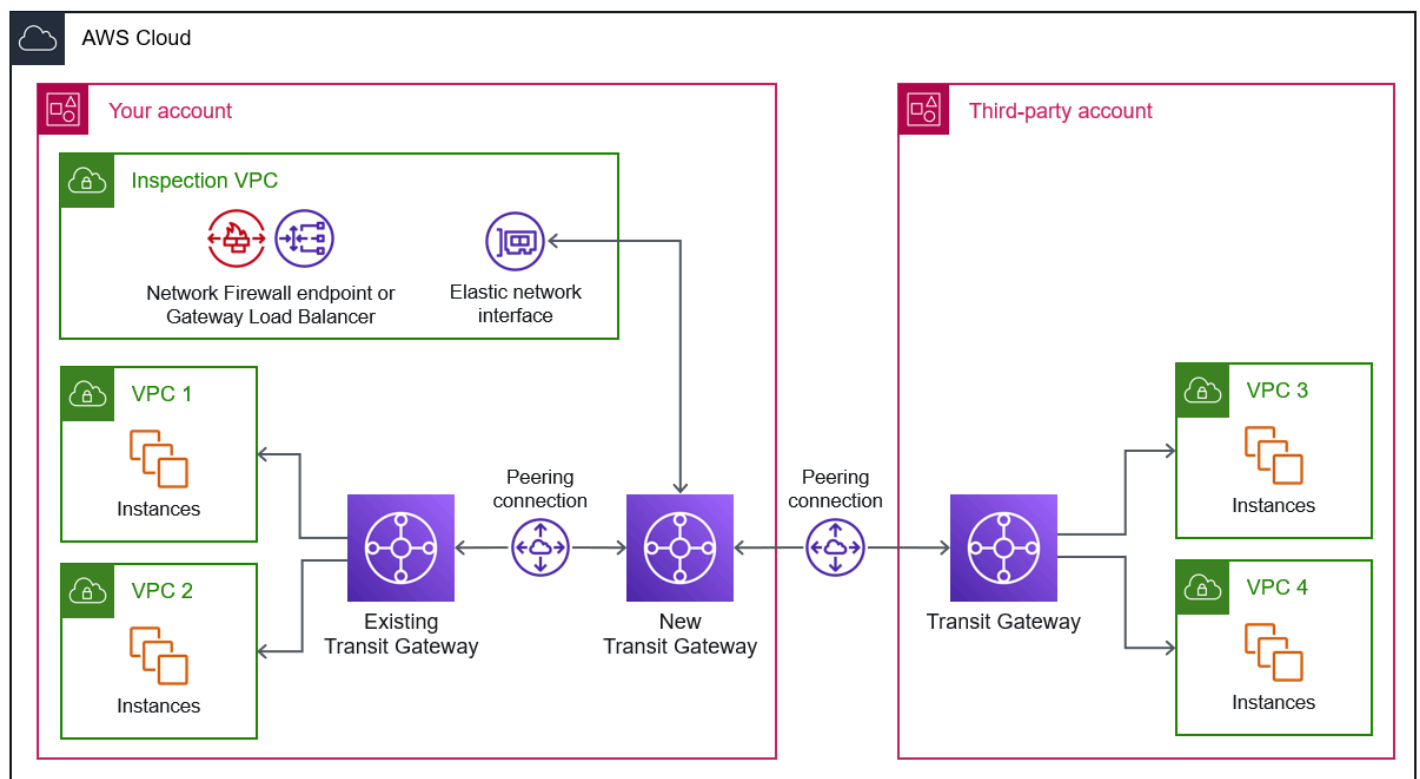 AWS Cloud
Your account
Third-party account
Inspection VPC
Network Firewall endpoint or
Gateway Load Balancer
Elastic network
interface
VPC 1
Instances
VPC 2
Instances
Existing
Transit Gateway
Peering
connection
New
Transit Gateway
Peering
connection
Transit Gateway
VPC 3
Instances
VPC 4
Instances